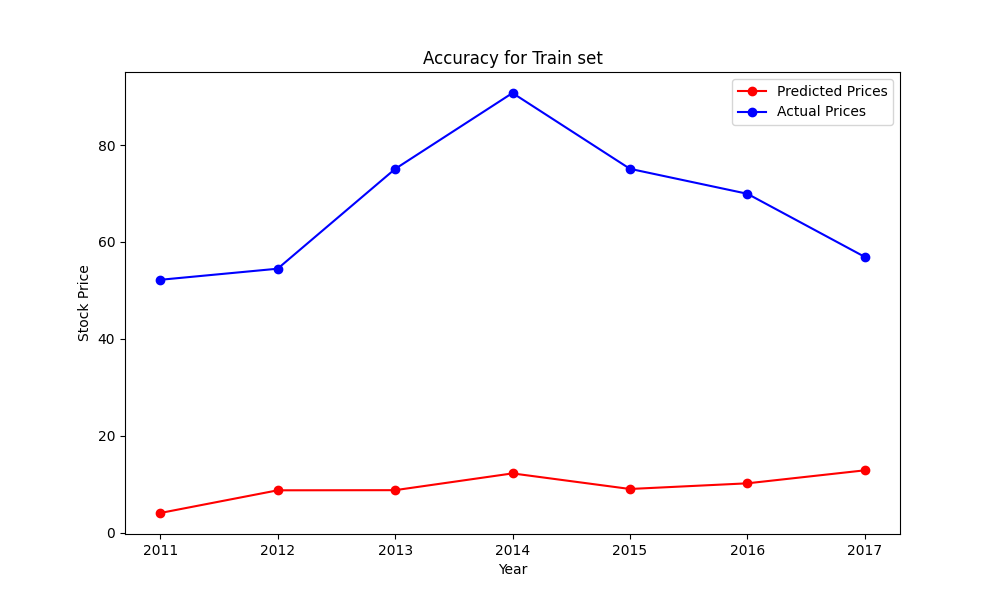 Accuracy for Train set
Predicted Prices
Actual Prices
80
60
40
20
0
Stock Price
2011 2012 2013 2014 2015 2016 2017
Year